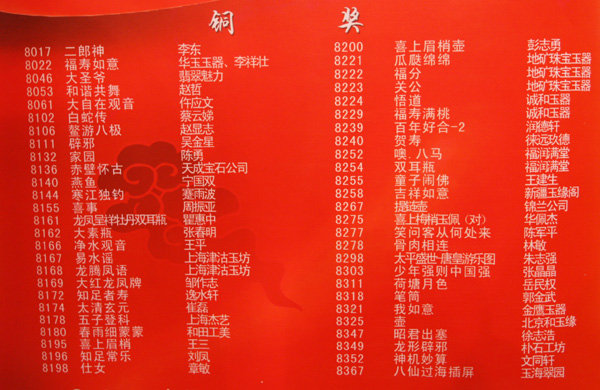 铜 奖
8017 二郎神 李东
8022 福寿如意 华玉玉器、李祥壮
8046 大圣爷 翡翠魅力
8053 和谐共舞 赵哲
8061 大自在观音 仵应文
8102 白蛇传 蔡云娣
8106 鳌游八极 赵显志
8111 辟邪 吴金星
8132 家园 陈勇
8136 赤壁怀古 天成宝石公司
8140 燕鱼 宁国双
8144 寒江独钓 蹇雨波
8155 喜事 周振亚
8161 龙凤呈祥牡丹双耳瓶 瞿惠中
8162 大素瓶 张春明
8166 净水观音 王平
8167 易水谣 上海津沽玉坊
8168 龙腾凤语 上海津沽玉坊
8169 大红龙凤牌 邹作志
8172 知足者寿 逸水轩
8174 太清玄元 崔磊
8178 五子登科 上海杰艺
8180 春雨细蒙蒙 和田工美
8195 喜上眉梢 王三
8196 知足常乐 刘凤
8198 仕女 章敏
8200 喜上眉梢壶 彭志勇
8221 瓜瓞绵绵 地矿珠宝玉器
8222 福分 地矿珠宝玉器
8223 关公 地矿珠宝玉器
8224 悟道 诚和玉器
8229 福寿满桃 诚和玉器
8239 百年好合-2 润德轩
8240 贺寿 徕远玖德
8252 噢.八马 福润满堂
8254 双耳瓶 福润满堂
8255 童子闹佛 王建生
8258 吉祥如意 新疆玉缘阁
8267 提链壶 锦兰公司
8275 喜上梅梢玉佩（对） 华佩杰
8277 笑问客从何处来 陈军平
8278 骨肉相连 林敏
8298 太平盛世-唐皇游乐图 朱志强
8303 少年强则中国强 张晶晶
8311 荷塘月色 岳民权
8318 笔筒 郭金武
8321 我如意 金鹰玉器
8325 壶 北京和玉缘
8347 昭君出塞 徐志浩
8349 龙形辟邪 朴石工坊
8352 神机妙算 文同轩
8367 八仙过海插屏 玉海翠园